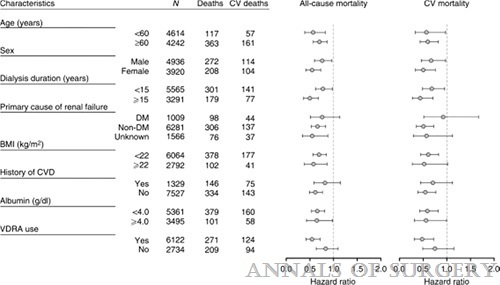 Characteristics N Deaths CV deaths All-cause mortality CV mortality
Age (years)
<60 4614 117 57
≥60 4242 363 161
Sex
Male 4936 272 114
Female 3920 208 104
Dialysis duration (years)
<15 5565 301 141
≥15 3291 179 77
Primary cause of renal failure
DM 1009 98 44
Non-DM 6281 306 137
Unknown 1566 76 37
BMI (kg/m²)
<22 6064 378 177
≥22 2792 102 41
History of CVD
Yes 1329 146 75
No 7527 334 143
Albumin (g/dl)
<4.0 5361 379 160
≥4.0 3495 101 58
VDRA use
Yes 6122 271 124
No 2734 209 94
ANNALS OF SURGERY
0.0 0.5 1.0 1.5 2.0 0.0 0.5 1.0 1.5 2.0
Hazard ratio Hazard ratio